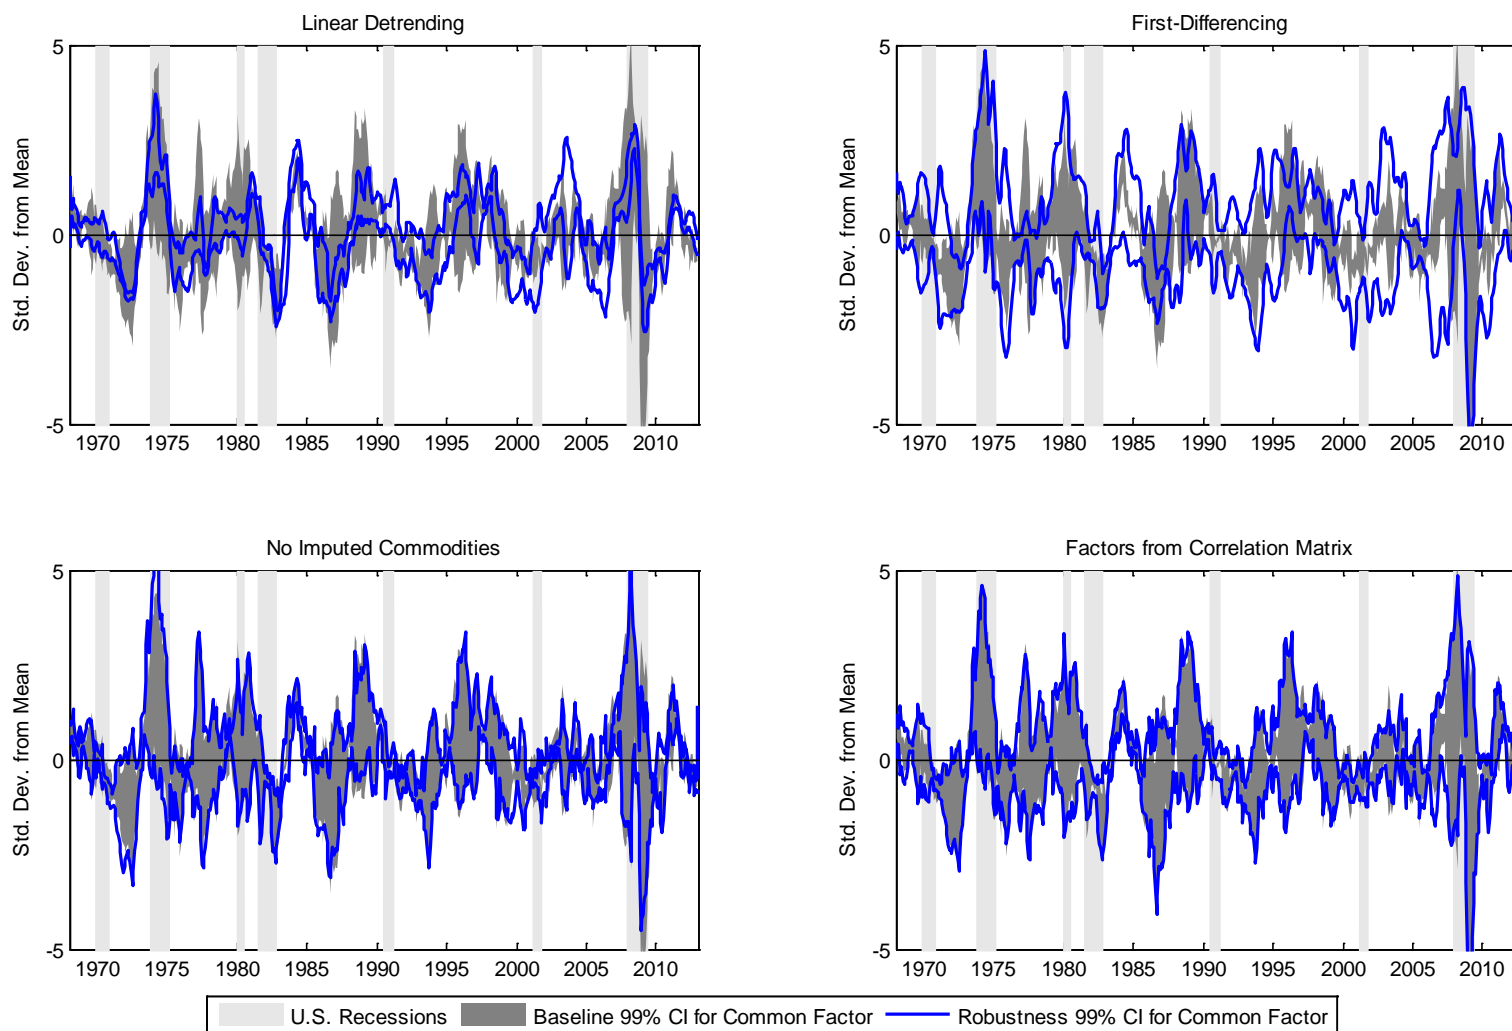 Linear Detrending
First-Differencing
5
0
-5
Std. Dev. from Mean
1970 1975 1980 1985 1990 1995 2000 2005 2010
5
0
-5
Std. Dev. from Mean
1970 1975 1980 1985 1990 1995 2000 2005 2010
No Imputed Commodities
Factors from Correlation Matrix
5
0
-5
Std. Dev. from Mean
1970 1975 1980 1985 1990 1995 2000 2005 2010
5
0
-5
Std. Dev. from Mean
1970 1975 1980 1985 1990 1995 2000 2005 2010
U.S. Recessions Baseline 99% CI for Common Factor Robustness 99% CI for Common Factor